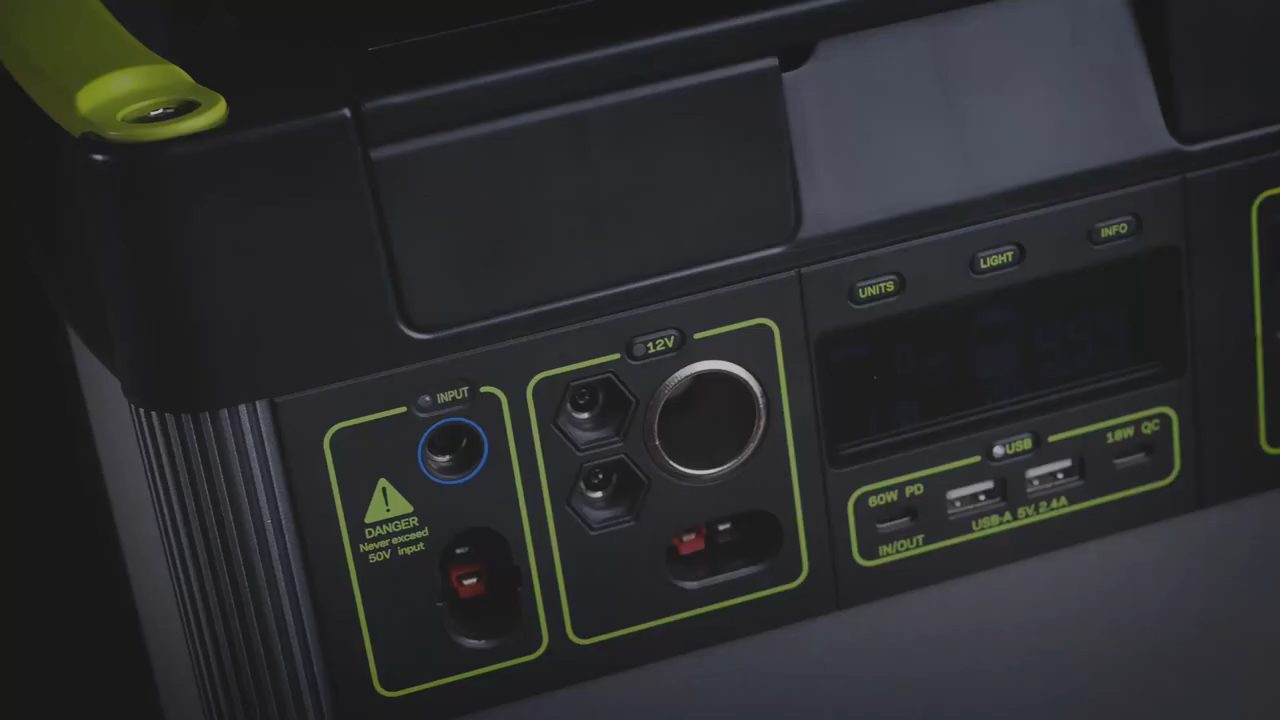 UNITS
LIGHT
INFO
INPUT
DANGER
Never exceed
50V input
12V
USB
60W PD
18W QC
USB-A 5V, 2.4A
IN/OUT